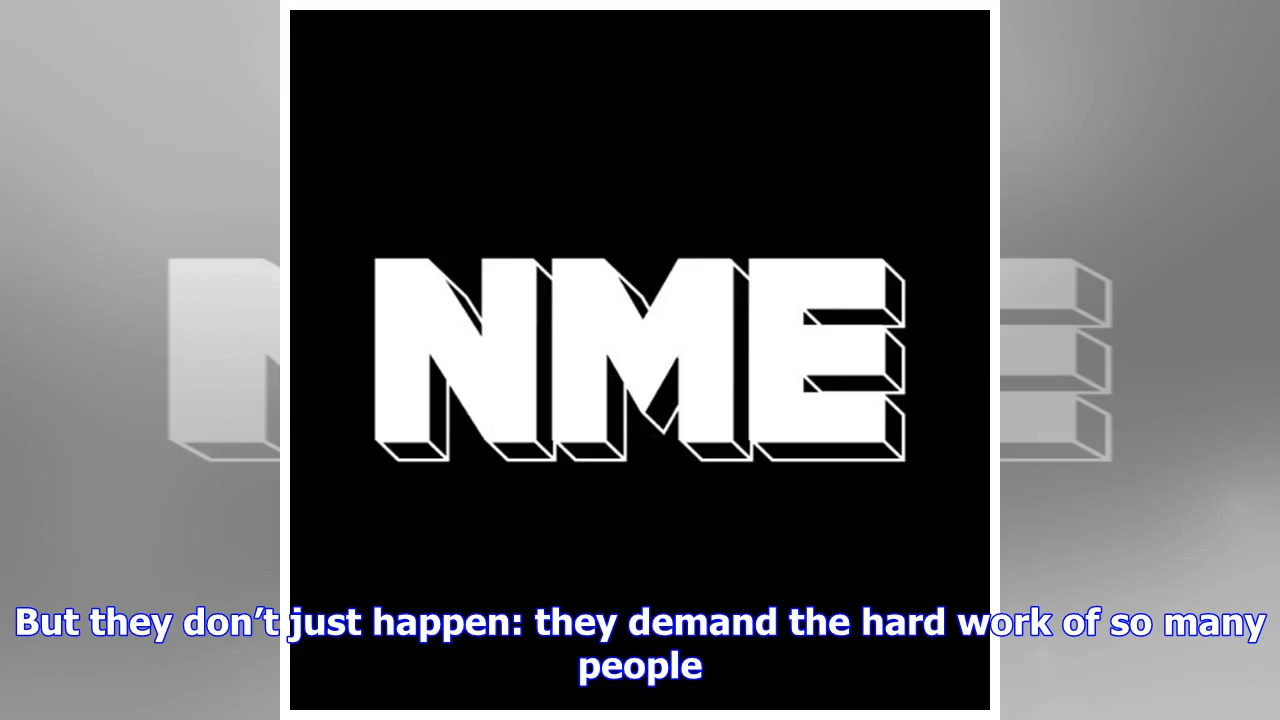 NME
But they don’t just happen: they demand the hard work of so many
people